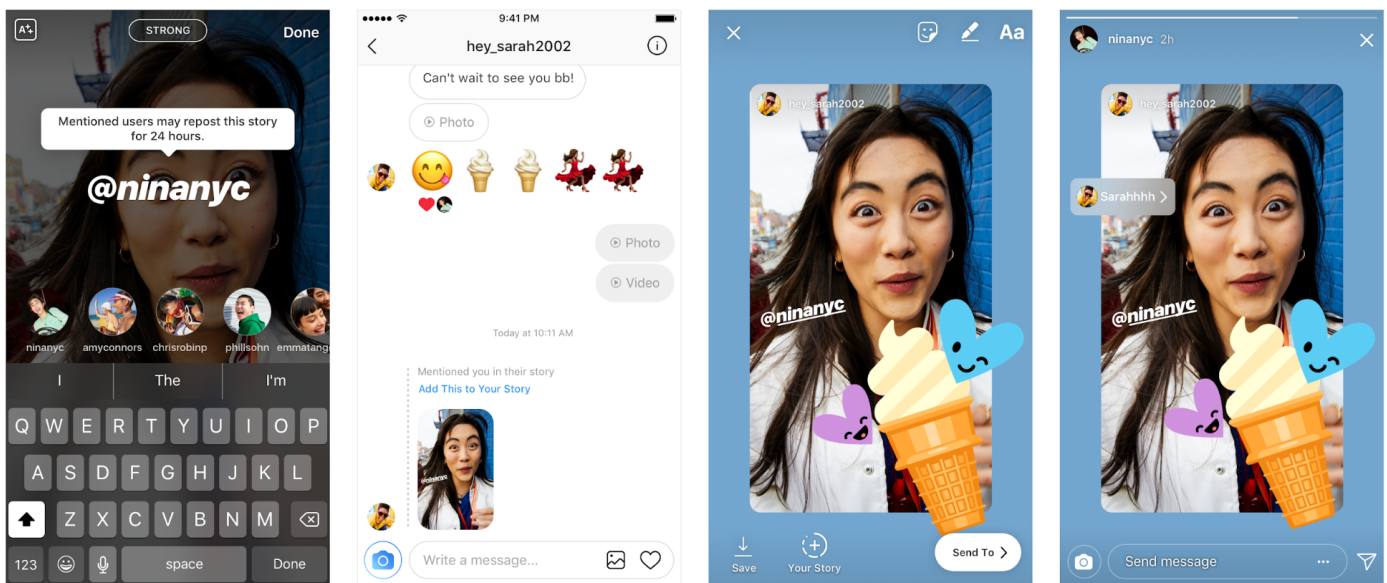 A+
STRONG
Done
Mentioned users may repost this story
for 24 hours.
@ninanyc
ninanyc
amyconnors
chrisrobinp
phillsohn
emmatang
I
The
I'm
Q W E R T Y U I O P
A S D F G H J K L
Z X C V B N M
123
space
Done
9:41 PM
hey_sarah2002
Can't wait to see you bb!
Photo
Photo
Video
Today at 10:11 AM
Mentioned you in their story
Add This to Your Story
@ninanyc
Write a message...
Aa
hey_sarah2002
@ninanyc
Save
Your Story
Send To
ninanyc 2h
hey_sarah2002
Sarahhhh
@ninanyc
Send message